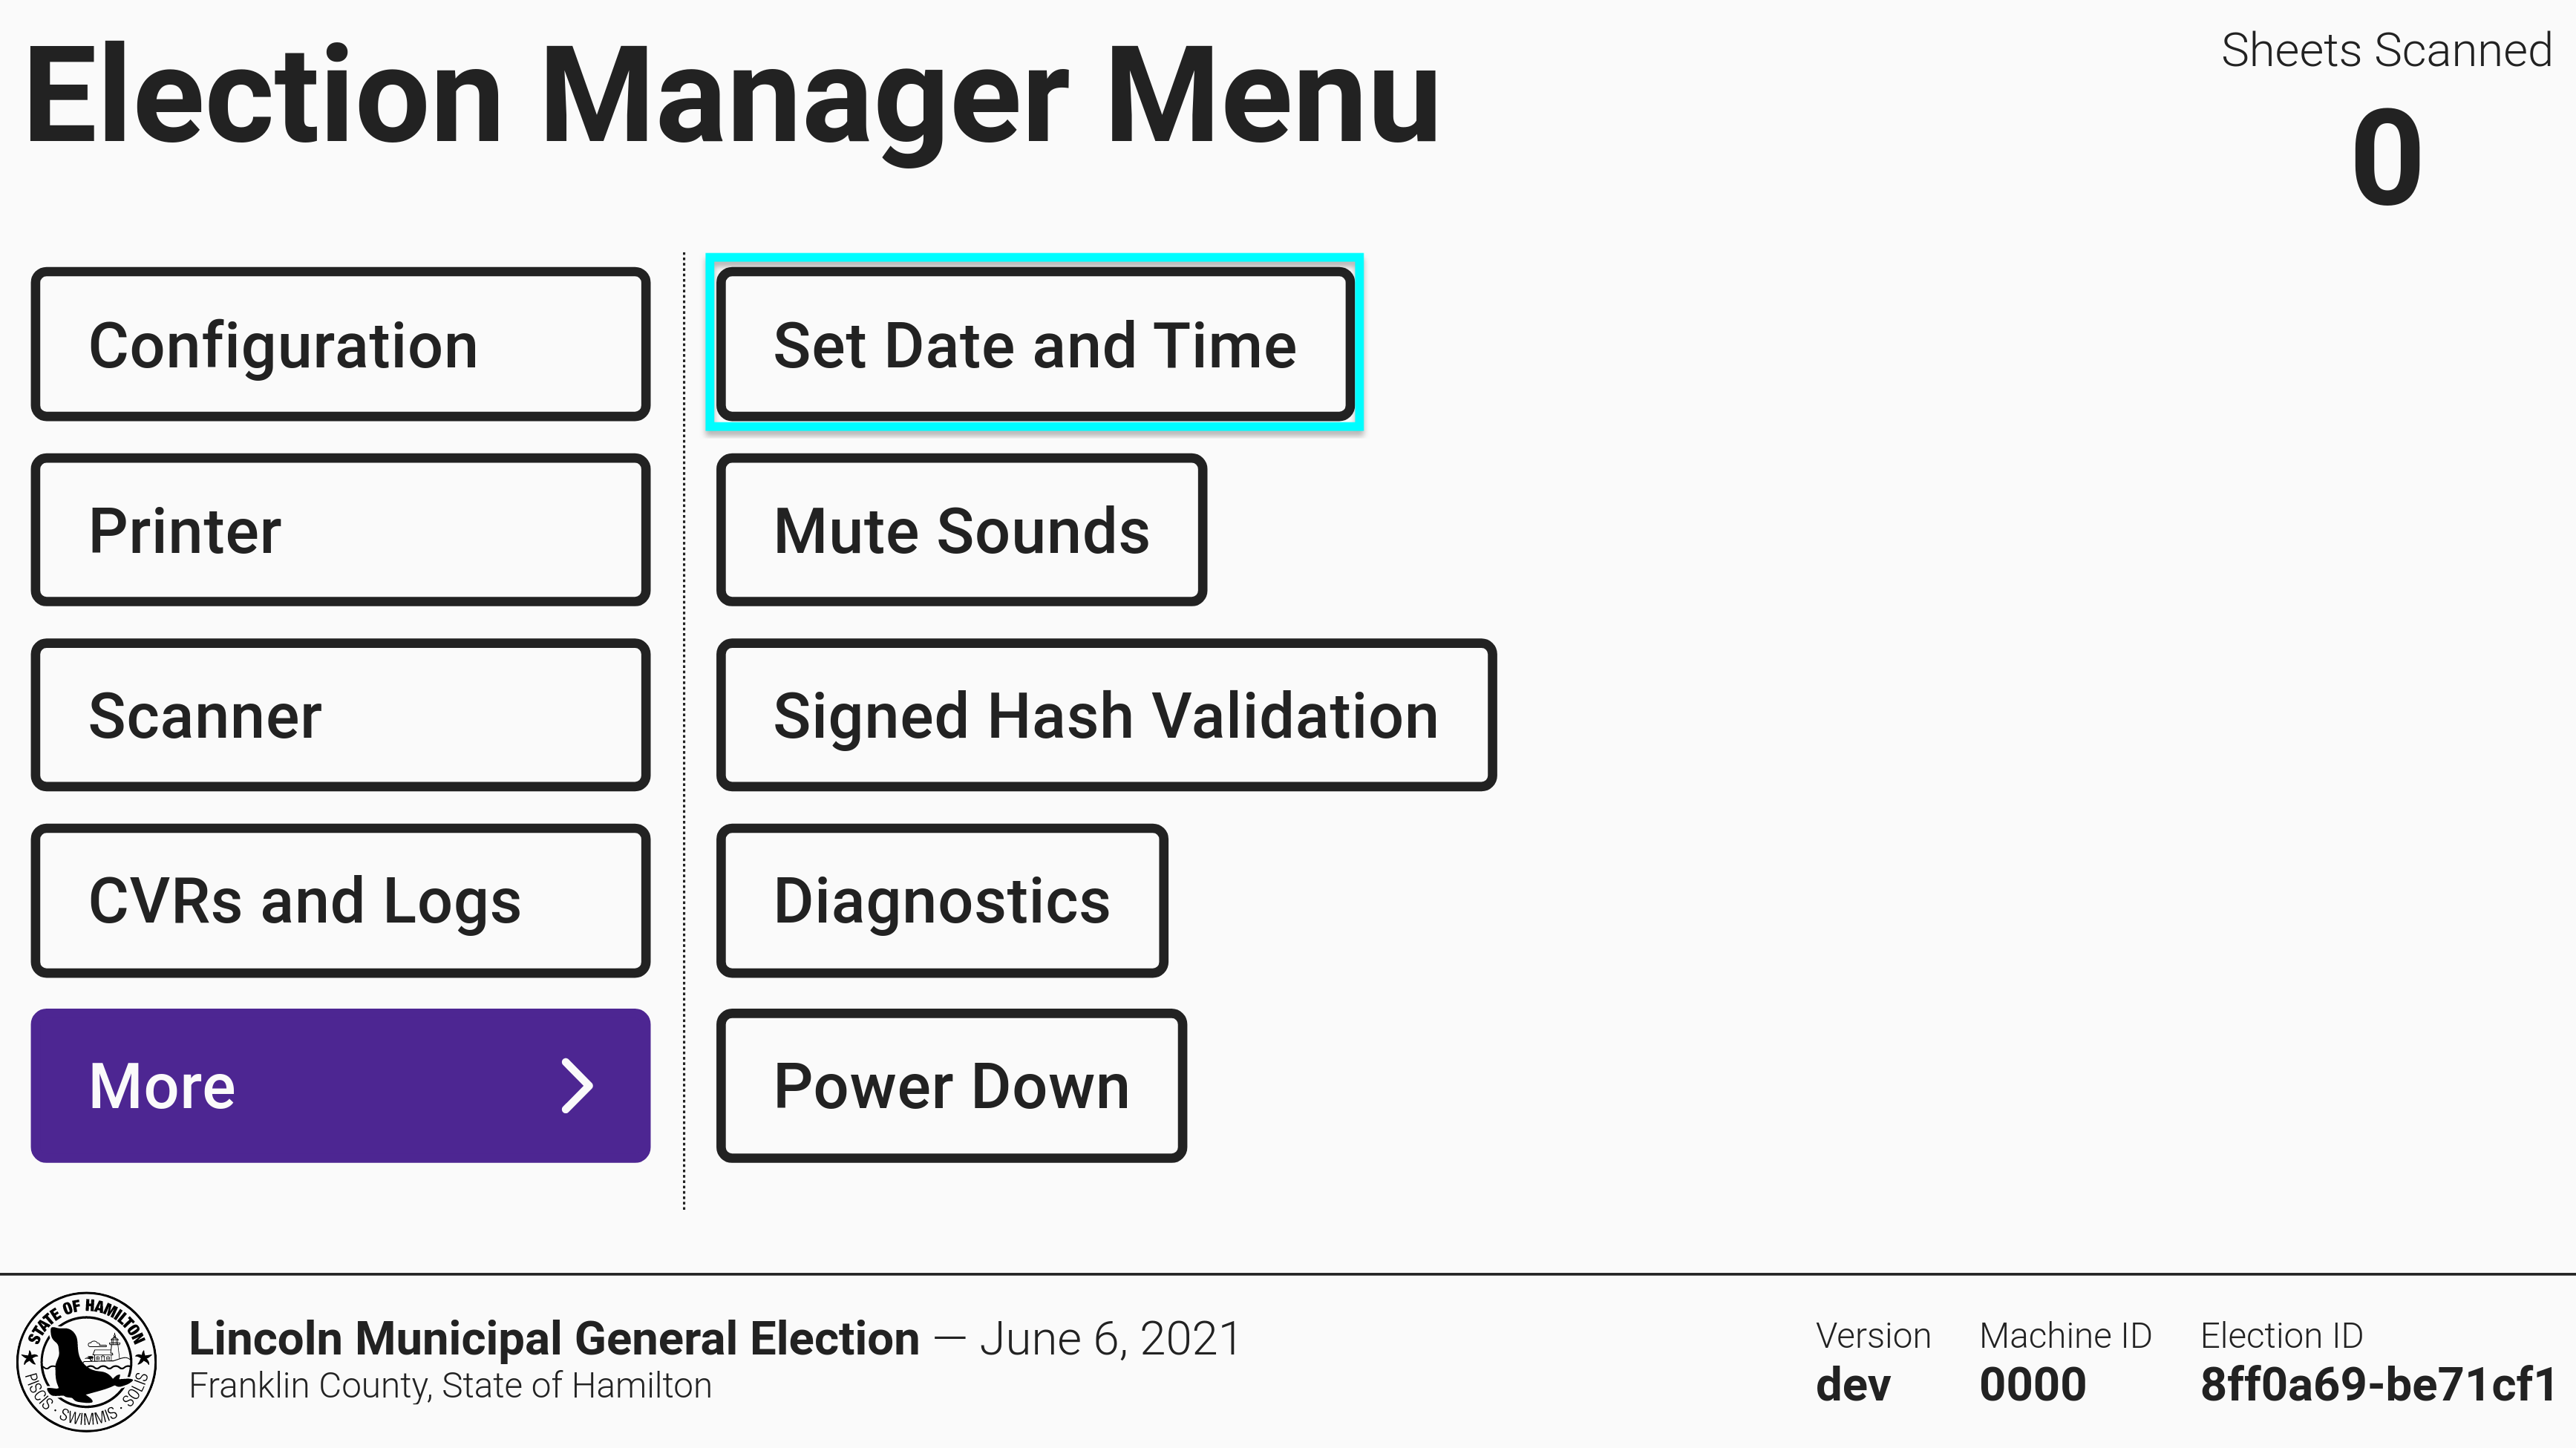 Election Manager Menu
Sheets Scanned
0
Configuration
Printer
Scanner
CVRs and Logs
More
Set Date and Time
Mute Sounds
Signed Hash Validation
Diagnostics
Power Down
STATE OF HAMILTON
PISCIS · SWIMMIS · SOLIS
Lincoln Municipal General Election — June 6, 2021
Franklin County, State of Hamilton
Version
dev
Machine ID
0000
Election ID
8ff0a69-be71cf1